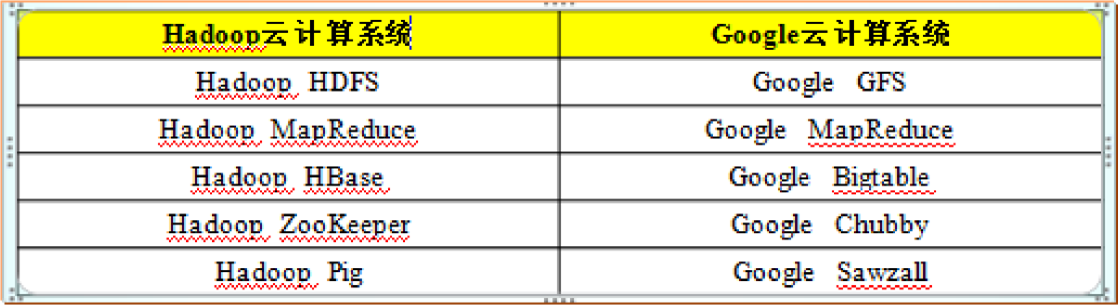 Hadoop云计算系统 Google云计算系统
Hadoop HDFS Google GFS
Hadoop MapReduce Google MapReduce
Hadoop HBase Google Bigtable
Hadoop ZooKeeper Google Chubby
Hadoop Pig Google Sawzall